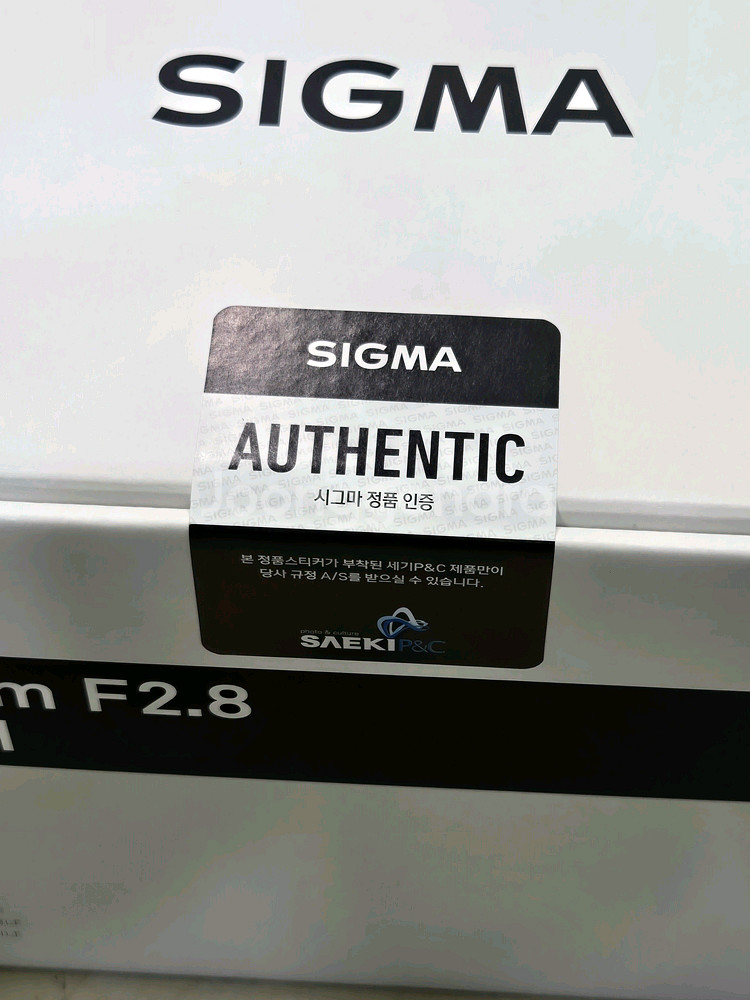 SIGMA
SIGMA
AUTHENTIC
시그마 정품 인증
본 정품스티커가 부착된 세기P&C 제품만이
당사 규정 A/S를 받으실 수 있습니다.
photo & culture
SAEKI P&C
m F2.8